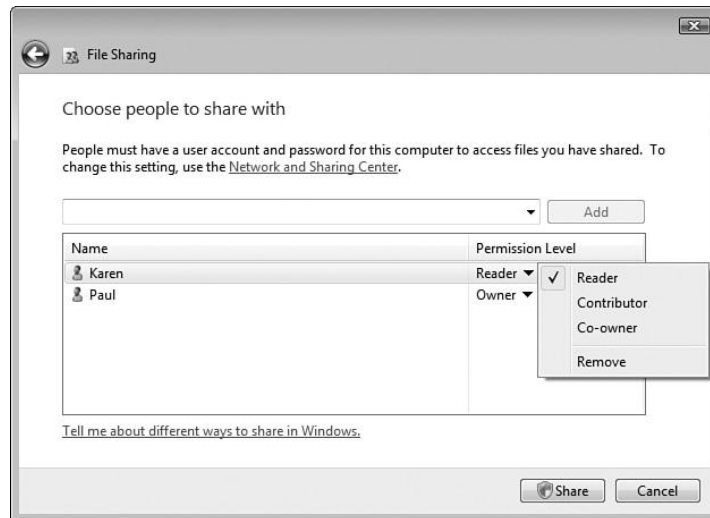 File Sharing
Choose people to share with
People must have a user account and password for this computer to access files you have shared. To
change this setting, use the Network and Sharing Center.
Add
Name Permission Level
Karen Reader
Paul Owner
Reader
Contributor
Co-owner
Remove
Tell me about different ways to share in Windows.
Share Cancel